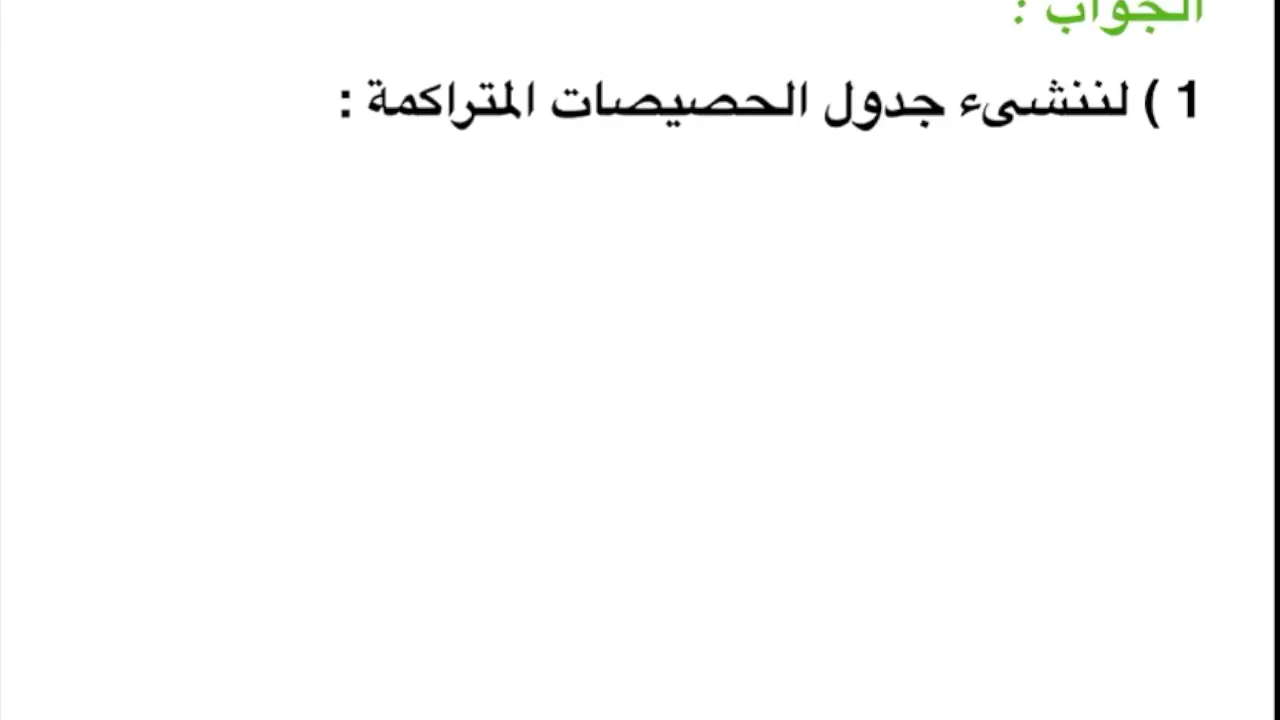 الجواب :
1 ) لننشىء جدول الحصيصات المتراكمة :